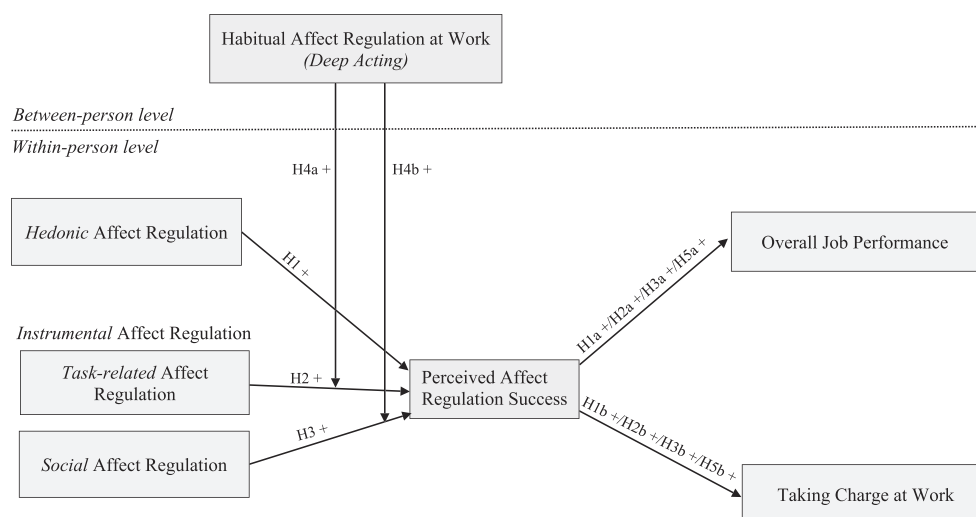 Habitual Affect Regulation at Work
(Deep Acting)
Between-person level
Within-person level
H4a +
H4b +
Hedonic Affect Regulation
H1 +
Overall Job Performance
H1a +/H2a +/H3a +/H5a +
Instrumental Affect Regulation
Task-related Affect
Regulation
H2 +
Perceived Affect
Regulation Success
H1b +/H2b +/H3b +/H5b +
H3 +
Social Affect Regulation
Taking Charge at Work